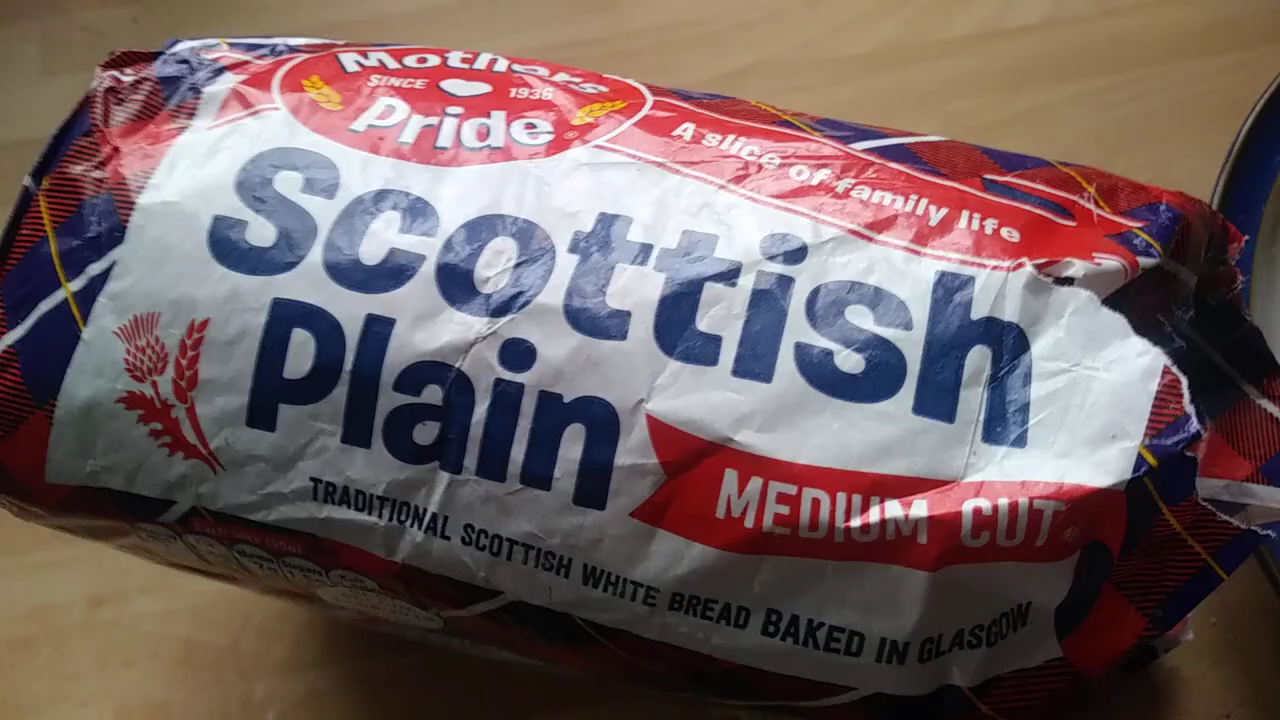 Mothers
SINCE 1936
Pride®
A slice of family life
Scottish
Plain
MEDIUM CUT
TRADITIONAL SCOTTISH WHITE BREAD BAKED IN GLASGOW